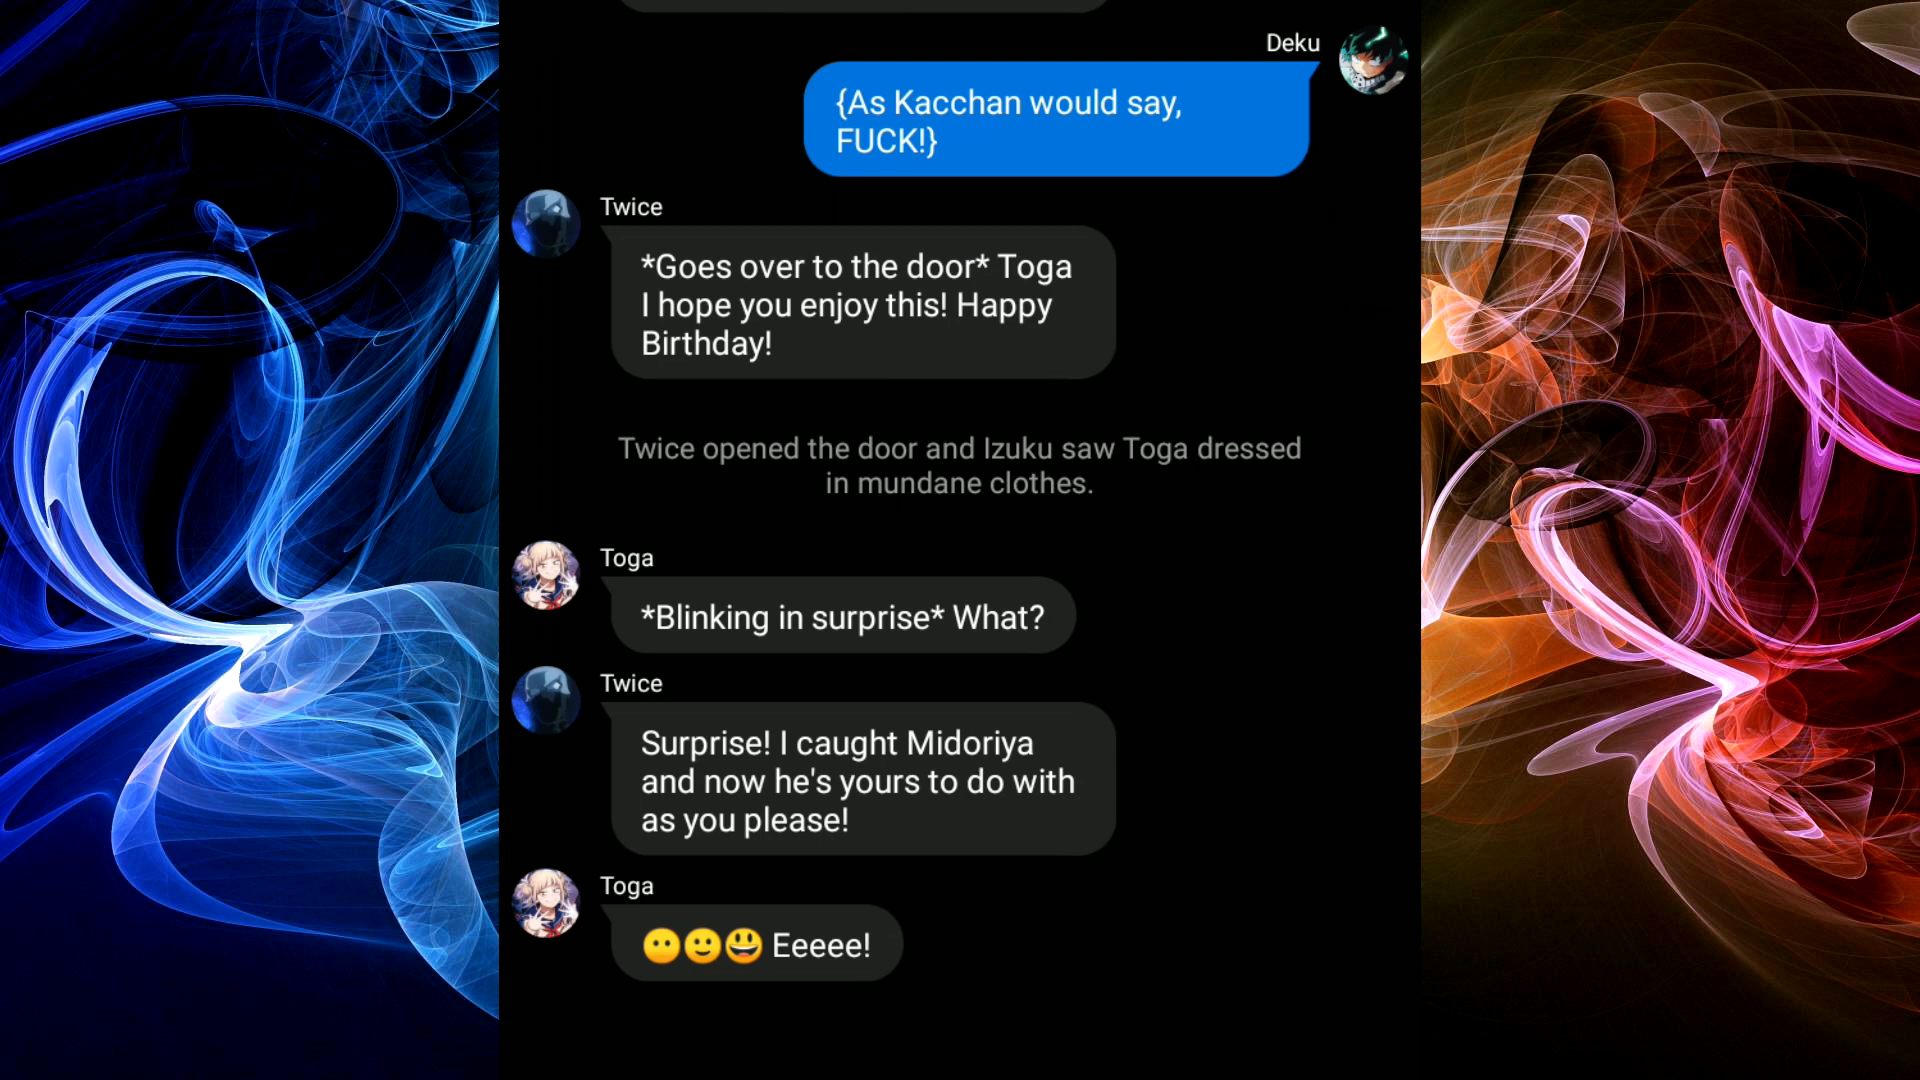 Deku
{As Kacchan would say,
FUCK!}
Twice
*Goes over to the door* Toga
I hope you enjoy this! Happy
Birthday!
Twice opened the door and Izuku saw Toga dressed
in mundane clothes.
Toga
*Blinking in surprise* What?
Twice
Surprise! I caught Midoriya
and now he's yours to do with
as you please!
Toga
😶🙂😃 Eeeee!